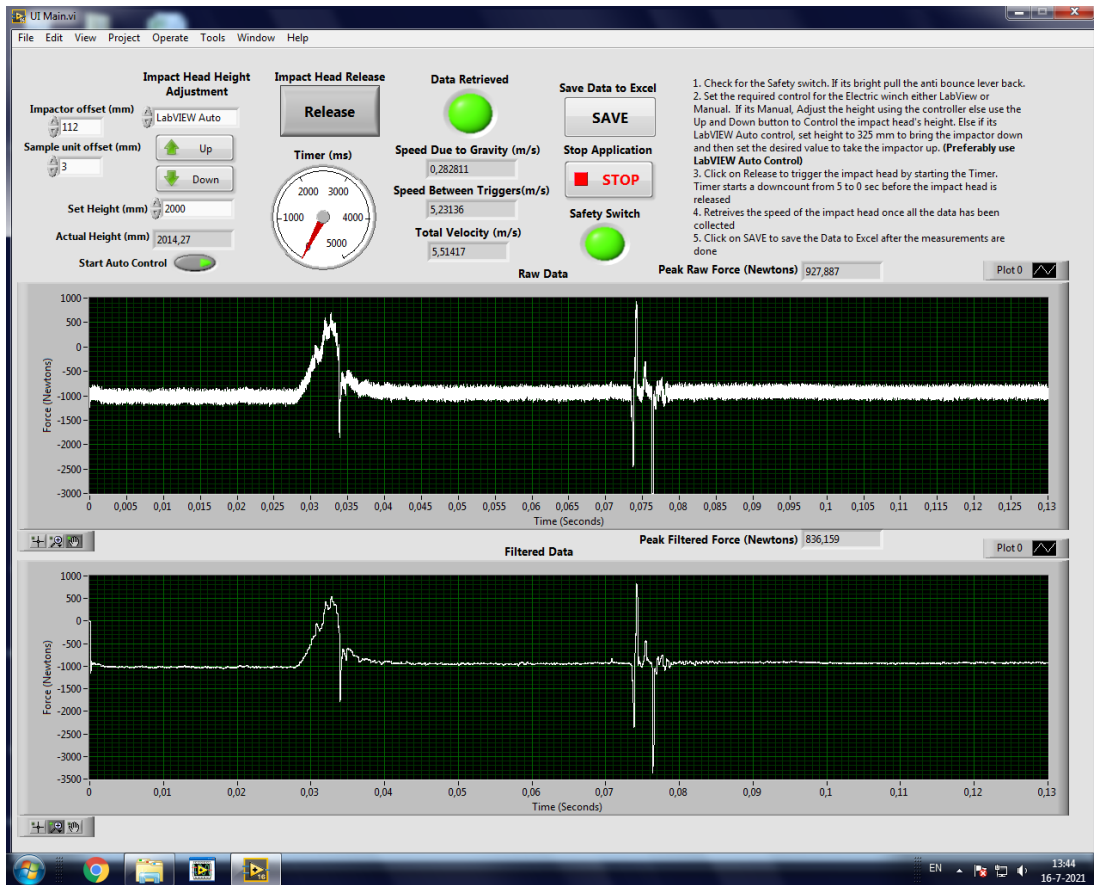 UI Main.vi
File Edit View Project Operate Tools Window Help
Impact Head Height
Adjustment
Impactor offset (mm)
112
LabVIEW Auto
Sample unit offset (mm)
3
Up
Down
Set Height (mm) 2000
Actual Height (mm) 2014,27
Start Auto Control
Impact Head Release
Release
Timer (ms)
1000
2000
3000
4000
5000
Data Retrieved
Speed Due to Gravity (m/s)
0,282811
Speed Between Triggers(m/s)
5,23136
Total Velocity (m/s)
5,51417
Save Data to Excel
SAVE
Stop Application
STOP
Safety Switch
1. Check for the Safety switch. If its bright pull the anti bounce lever back.
2. Set the required control for the Electric winch either LabView or
Manual. If its Manual, Adjust the height using the controller else use the
Up and Down button to Control the impact head's height. Else if its
LabVIEW Auto control, set height to 325 mm to bring the impactor down
and then set the desired value to take the impactor up. (Preferably use
LabVIEW Auto Control)
3. Click on Release to trigger the impact head by starting the Timer.
Timer starts a downcount from 5 to 0 sec before the impact head is
released
4. Retreives the speed of the impact head once all the data has been
collected
5. Click on SAVE to save the Data to Excel after the measurements are
done
Raw Data
Peak Raw Force (Newtons) 927,887
Plot 0
Force (Newtons)
1000
500
0
-500
-1000
-1500
-2000
-2500
-3000
0 0,005 0,01 0,015 0,02 0,025 0,03 0,035 0,04 0,045 0,05 0,055 0,06 0,065 0,07 0,075 0,08 0,085 0,09 0,095 0,1 0,105 0,11 0,115 0,12 0,125 0,13
Time (Seconds)
Filtered Data
Peak Filtered Force (Newtons) 836,159
Plot 0
Force (Newtons)
1000
500
0
-500
-1000
-1500
-2000
-2500
-3000
-3500
0 0,01 0,02 0,03 0,04 0,05 0,06 0,07 0,08 0,09 0,1 0,11 0,12 0,13
Time (Seconds)
16
EN
13:44
16-7-2021